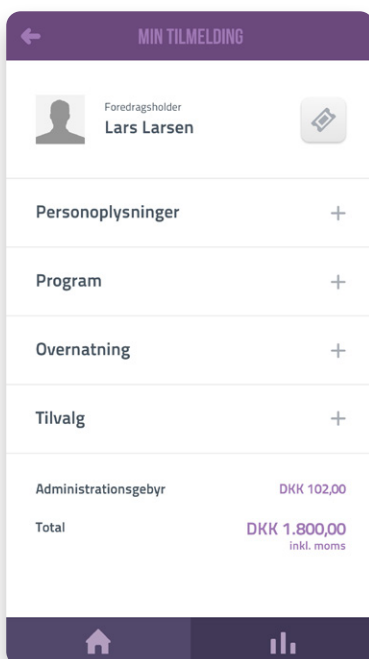 MIN TILMELDING
Foredragsholder
Lars Larsen
Personoplysninger
Program
Overnatning
Tilvalg
Administrationsgebyr DKK 102,00
Total DKK 1.800,00
inkl. moms